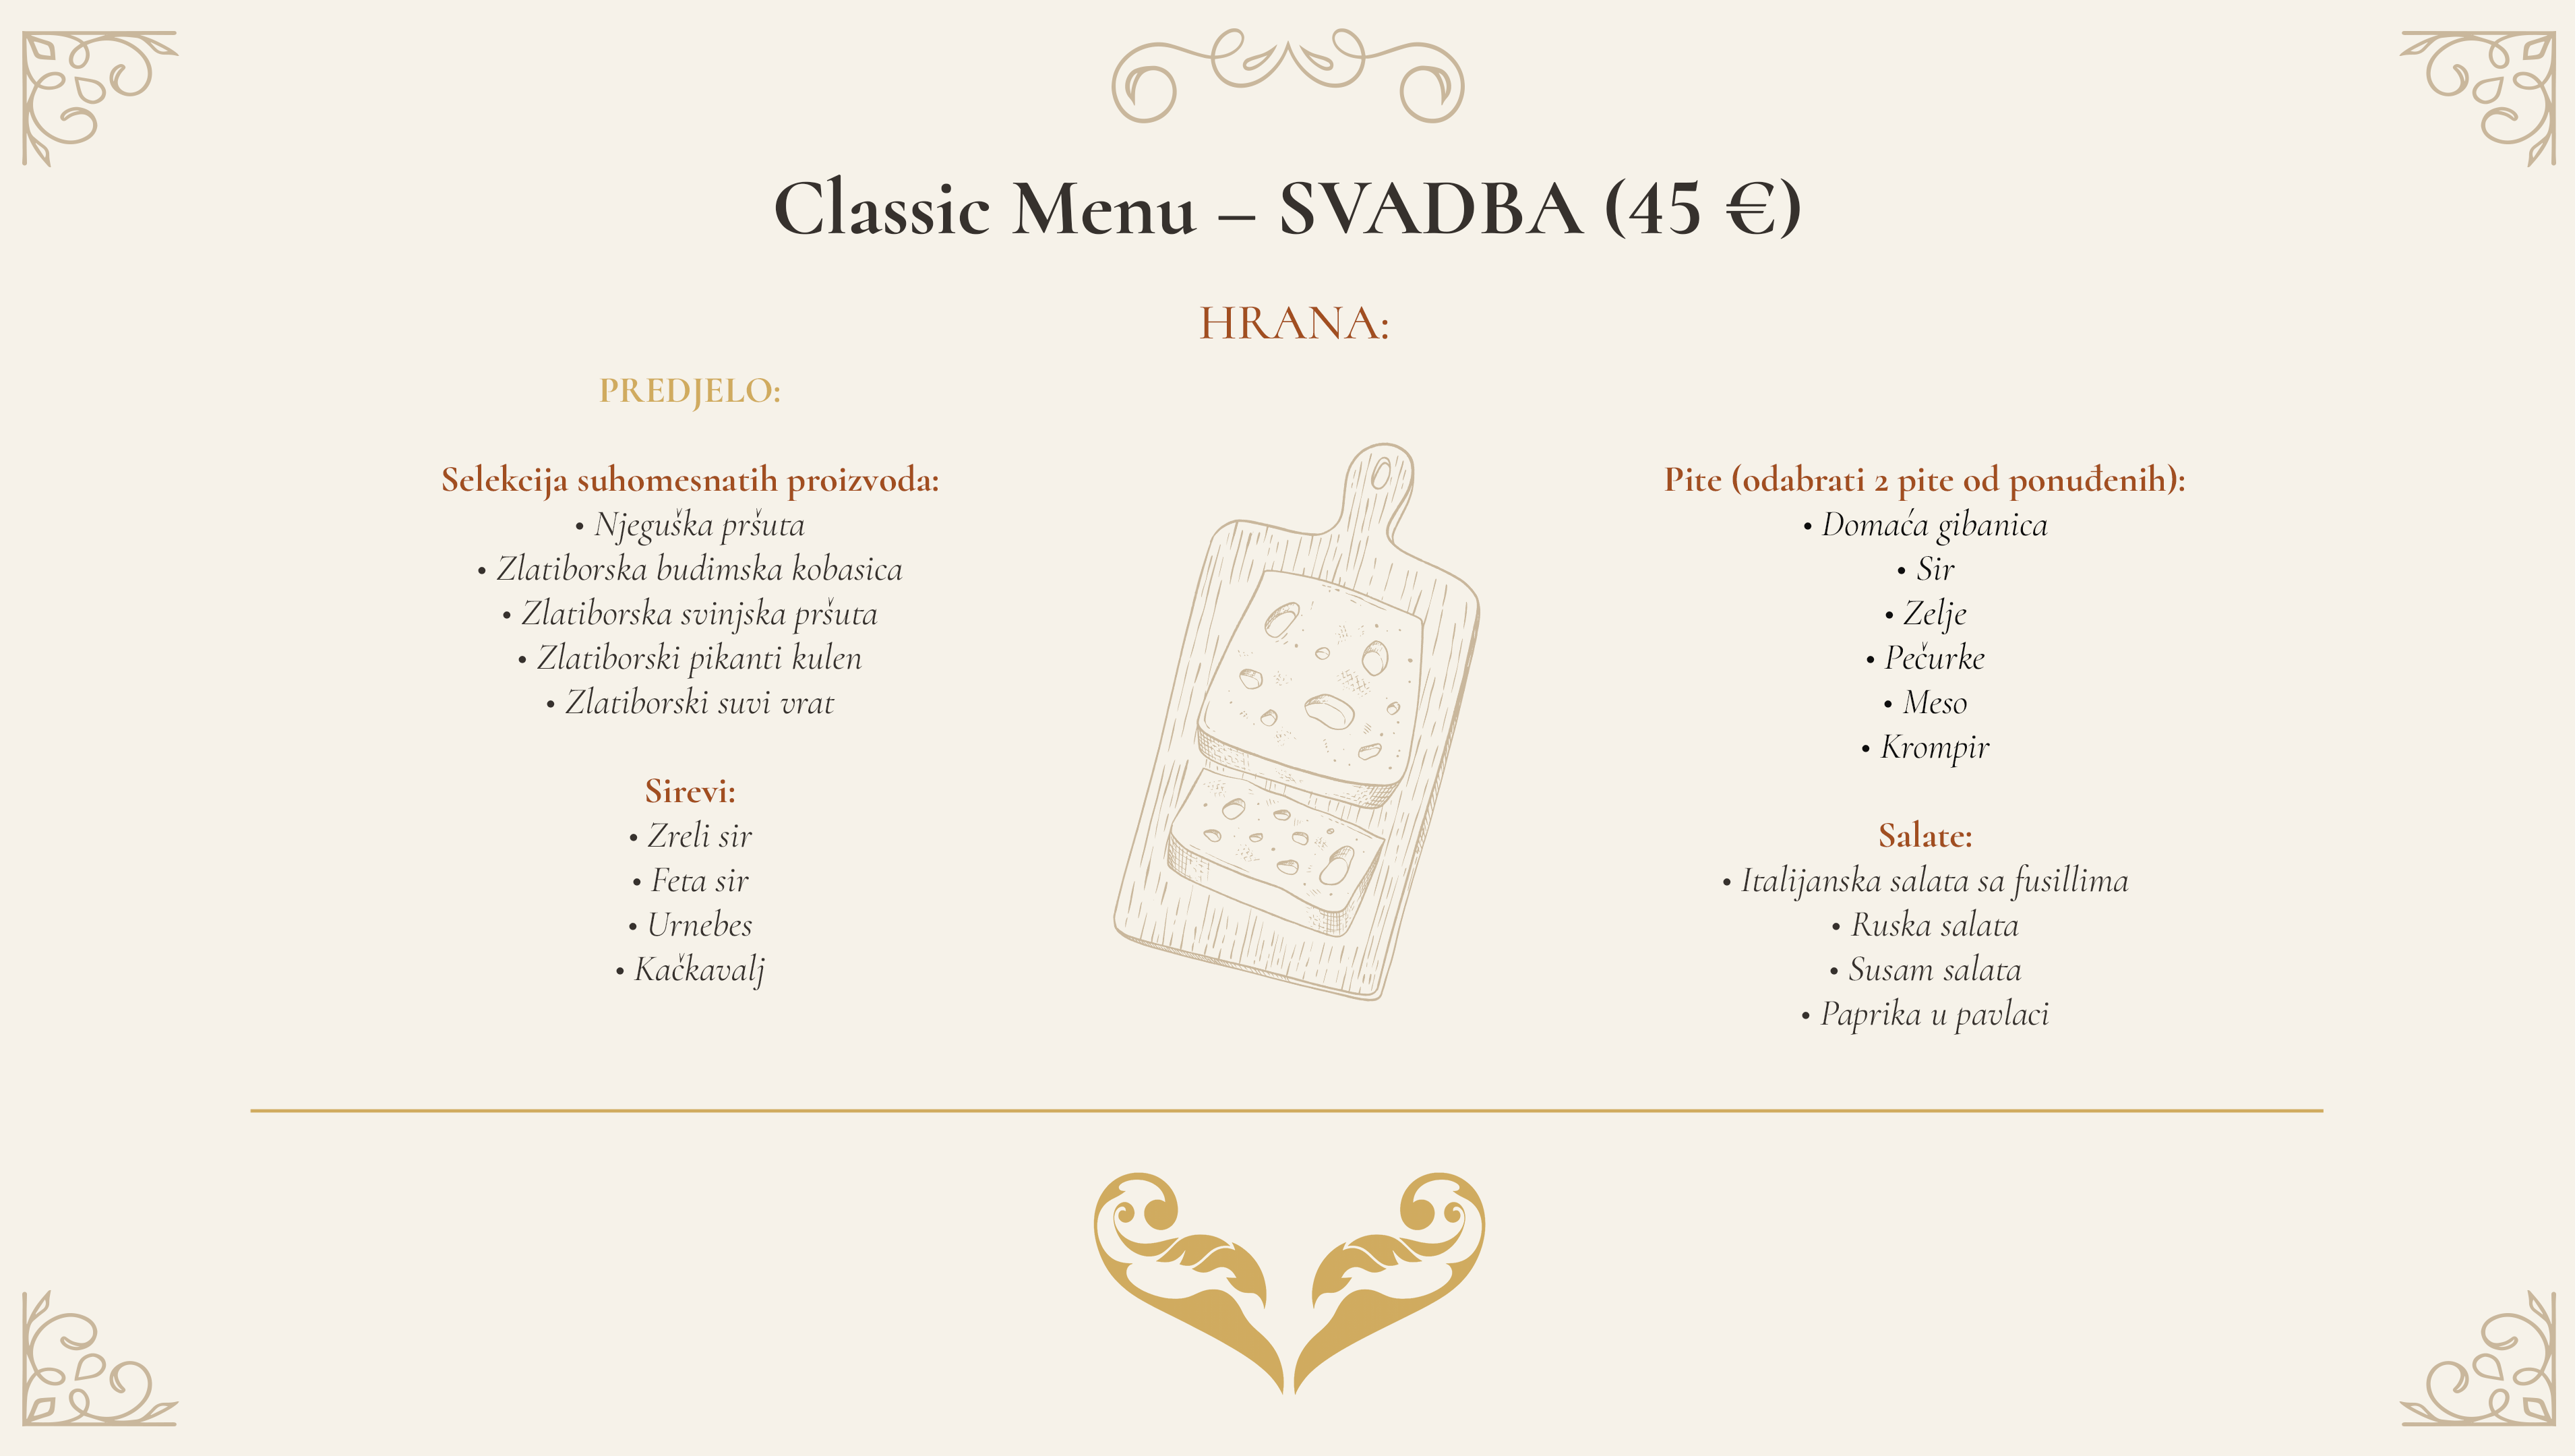 Classic Menu – SVADBA (45 €)
HRANA:
PREDJELO:
Selekcija suhomesnatih proizvoda:
• Njeguška pršuta
• Zlatiborska budimska kobasica
• Zlatiborska svinjska pršuta
• Zlatiborski pikanti kulen
• Zlatiborski suvi vrat
Sirevi:
• Zreli sir
• Feta sir
• Urnebes
• Kačkavalj
Pite (odabrati 2 pite od ponuđenih):
• Domaća gibanica
• Sir
• Zelje
• Pečurke
• Meso
• Krompir
Salate:
• Italijanska salata sa fusillima
• Ruska salata
• Susam salata
• Paprika u pavlaci